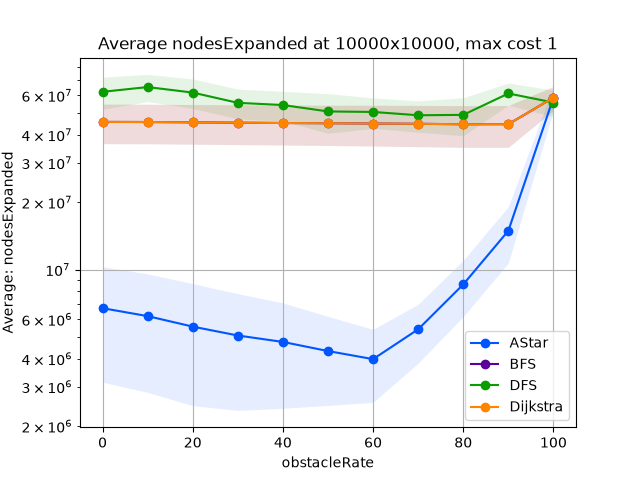 Average nodesExpanded at 10000x10000, max cost 1
Average: nodesExpanded
6 × 10⁷
4 × 10⁷
3 × 10⁷
2 × 10⁷
10⁷
6 × 10⁶
4 × 10⁶
3 × 10⁶
2 × 10⁶
AStar
BFS
DFS
Dijkstra
0 20 40 60 80 100
obstacleRate